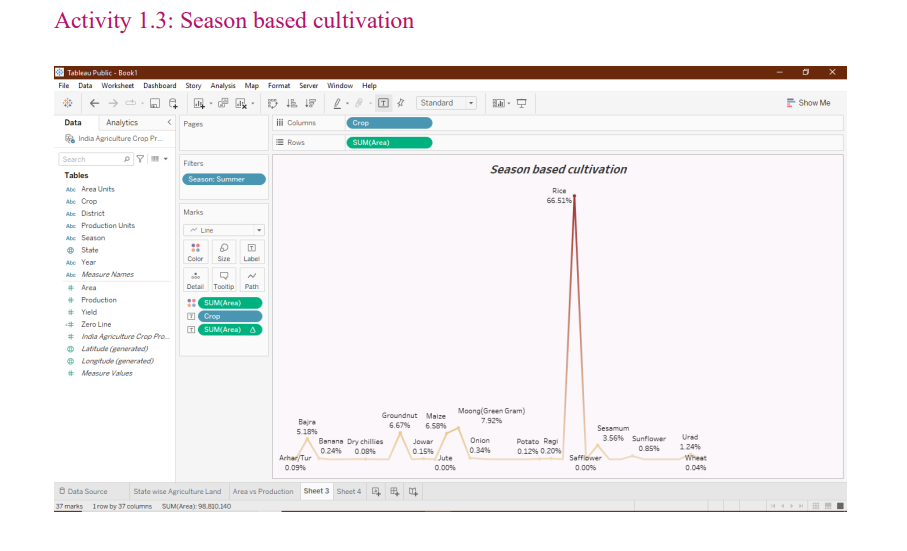 Activity 1.3: Season based cultivation
Tableau Public - Book1
File Data Worksheet Dashboard Story Analysis Map Format Server Window Help
Standard
Show Me
Data Analytics
India Agriculture Crop Pr...
Search
Tables
Abc Area Units
Abc Crop
Abc District
Abc Production Units
Abc Season
State
Abc Year
Abc Measure Names
# Area
# Production
# Yield
=# Zero Line
# India Agriculture Crop Pro...
Latitude (generated)
Longitude (generated)
# Measure Values
Pages
Filters
Season: Summer
Marks
Line
Color Size Label
Detail Tooltip Path
SUM(Area)
Crop
SUM(Area) Δ
Columns Crop
Rows SUM(Area)
Season based cultivation
Rice
66.51%
Bajra
5.18%
Arhar/Tur
0.09%
Banana
0.24%
Dry chillies
0.08%
Groundnut
6.67%
Jowar
0.15%
Maize
6.58%
Jute
0.00%
Moong(Green Gram)
7.92%
Onion
0.34%
Potato
0.12%
Ragi
0.20%
Safflower
0.00%
Sesamum
3.56%
Sunflower
0.85%
Urad
1.24%
Wheat
0.04%
Data Source State wise Agriculture Land Area vs Production Sheet 3 Sheet 4
37 marks 1 row by 37 columns SUM(Area): 98,810,140